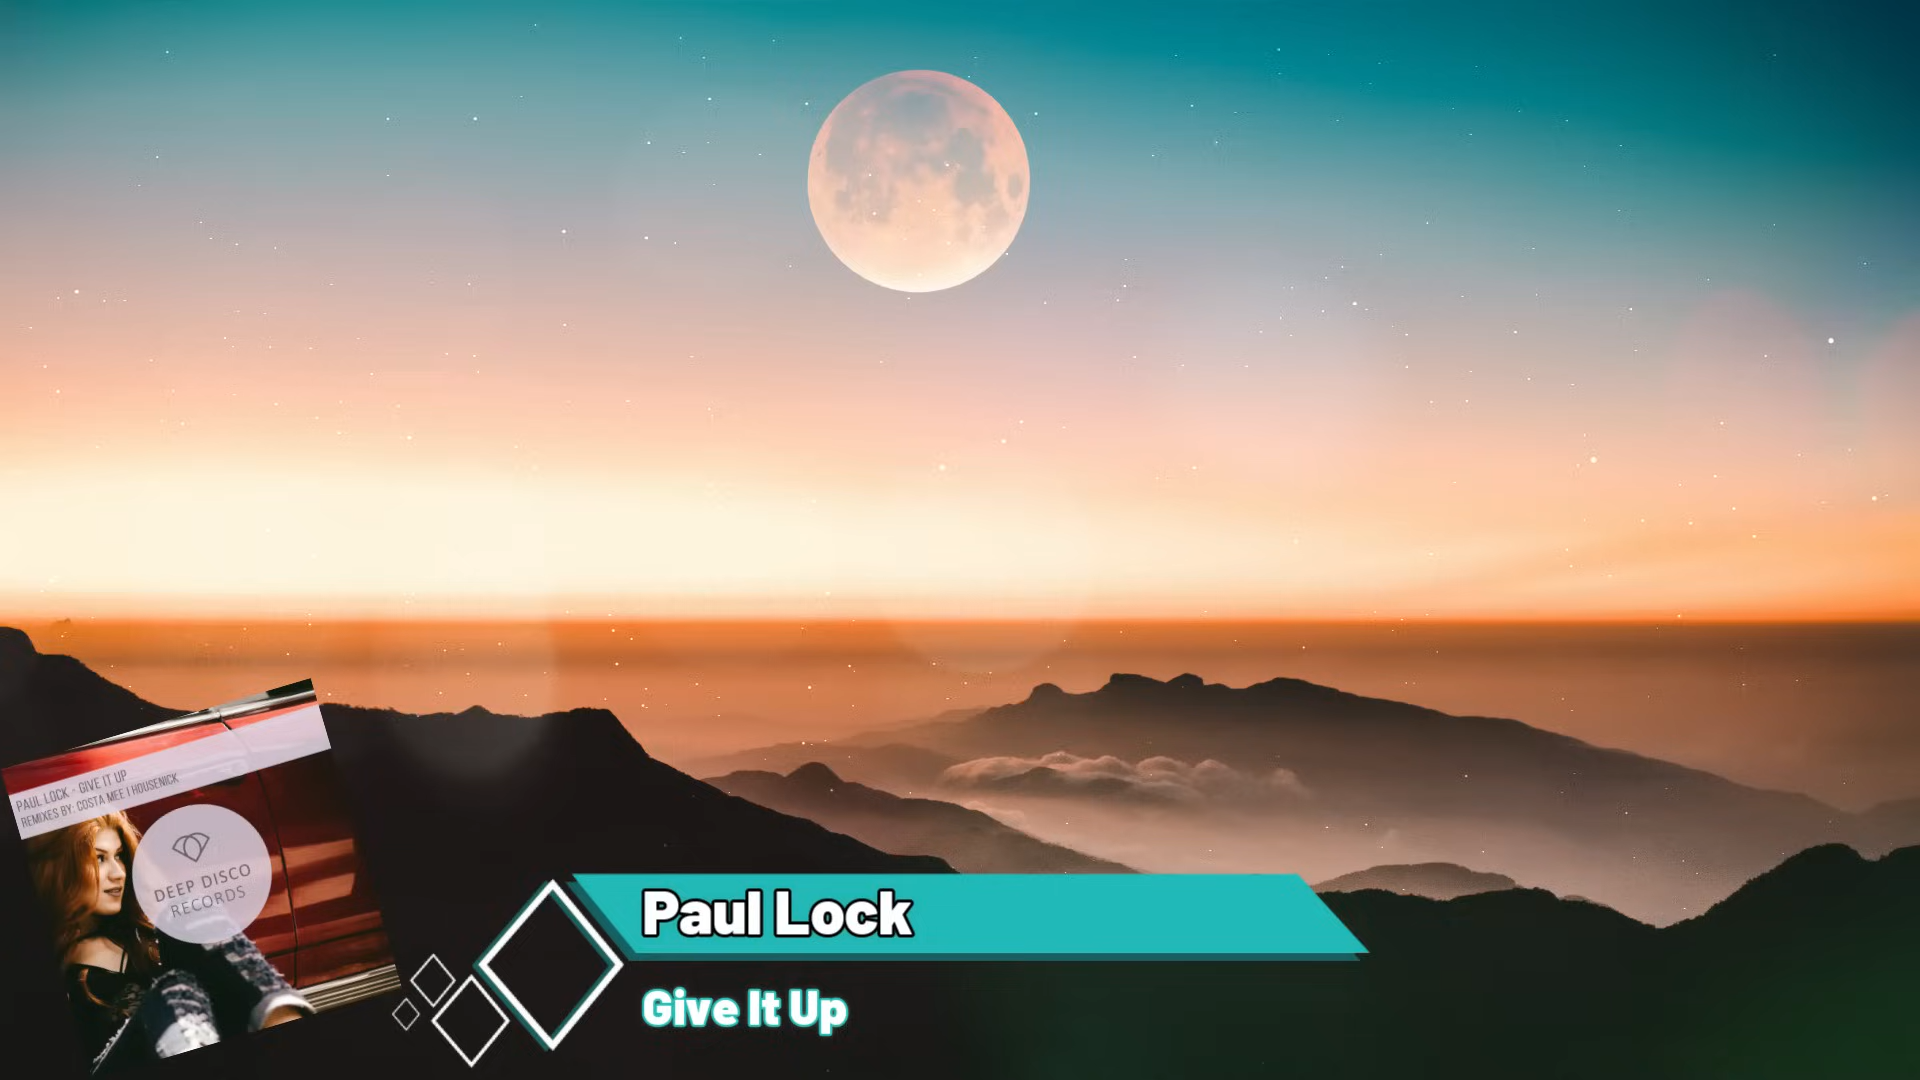 PAUL LOCK - GIVE IT UP
REMIXES BY: COSTA MEE I HOUSENICK
DEEP DISCO
RECORDS
Paul Lock
Give It Up